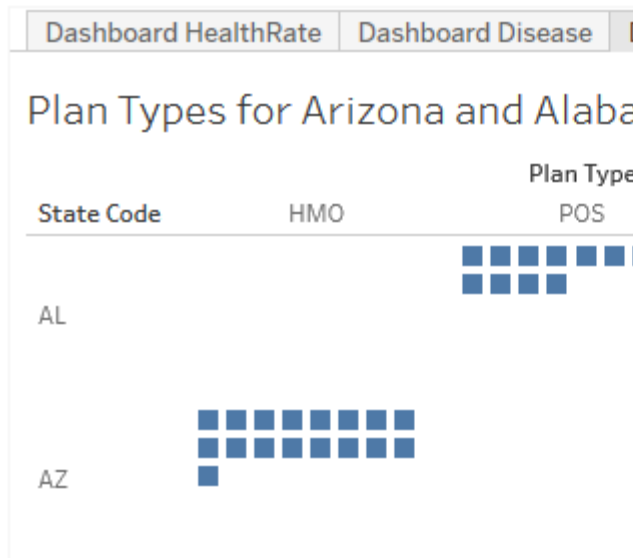 Dashboard HealthRate Dashboard Disease
Plan Types for Arizona and Alaba
Plan Type
State Code HMO POS
AL
AZ